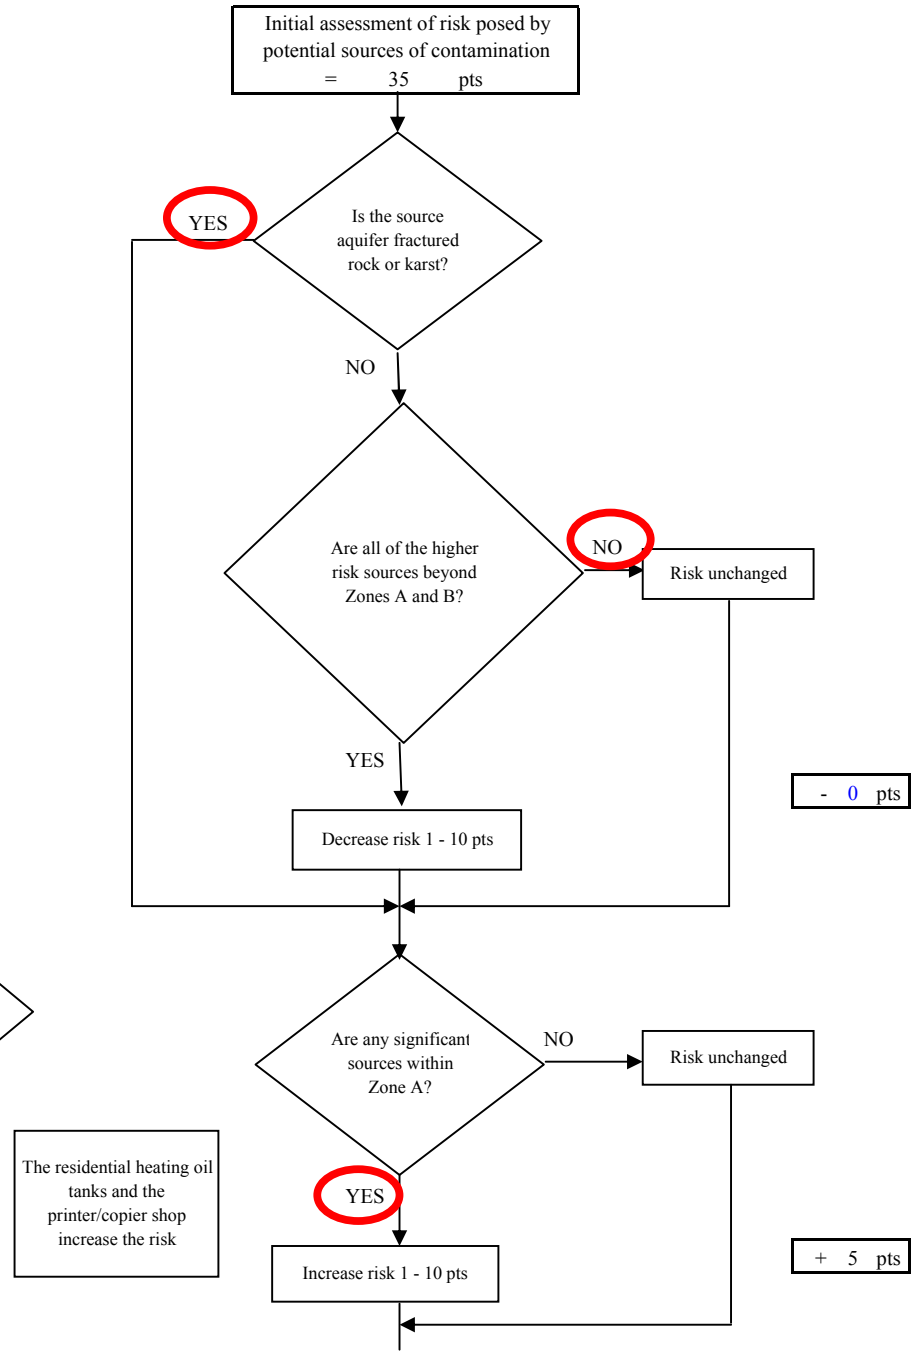 Initial assessment of risk posed by
potential sources of contamination
= 35 pts
YES
Is the source
aquifer fractured
rock or karst?
NO
Are all of the higher
risk sources beyond
Zones A and B?
NO
Risk unchanged
YES
- 0 pts
Decrease risk 1 - 10 pts
Are any significant
sources within
Zone A?
NO
Risk unchanged
The residential heating oil
tanks and the
printer/copier shop
increase the risk
YES
Increase risk 1 - 10 pts
+ 5 pts